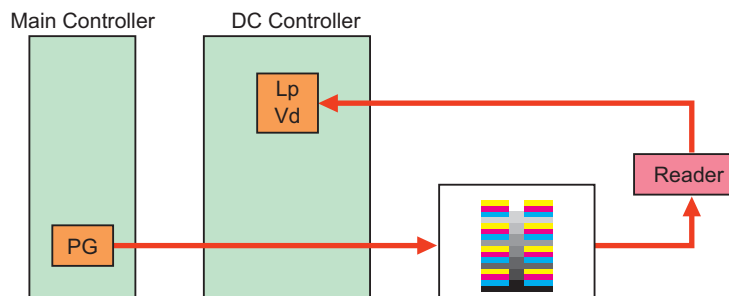 Main Controller
DC Controller
Lp
Vd
Reader
PG